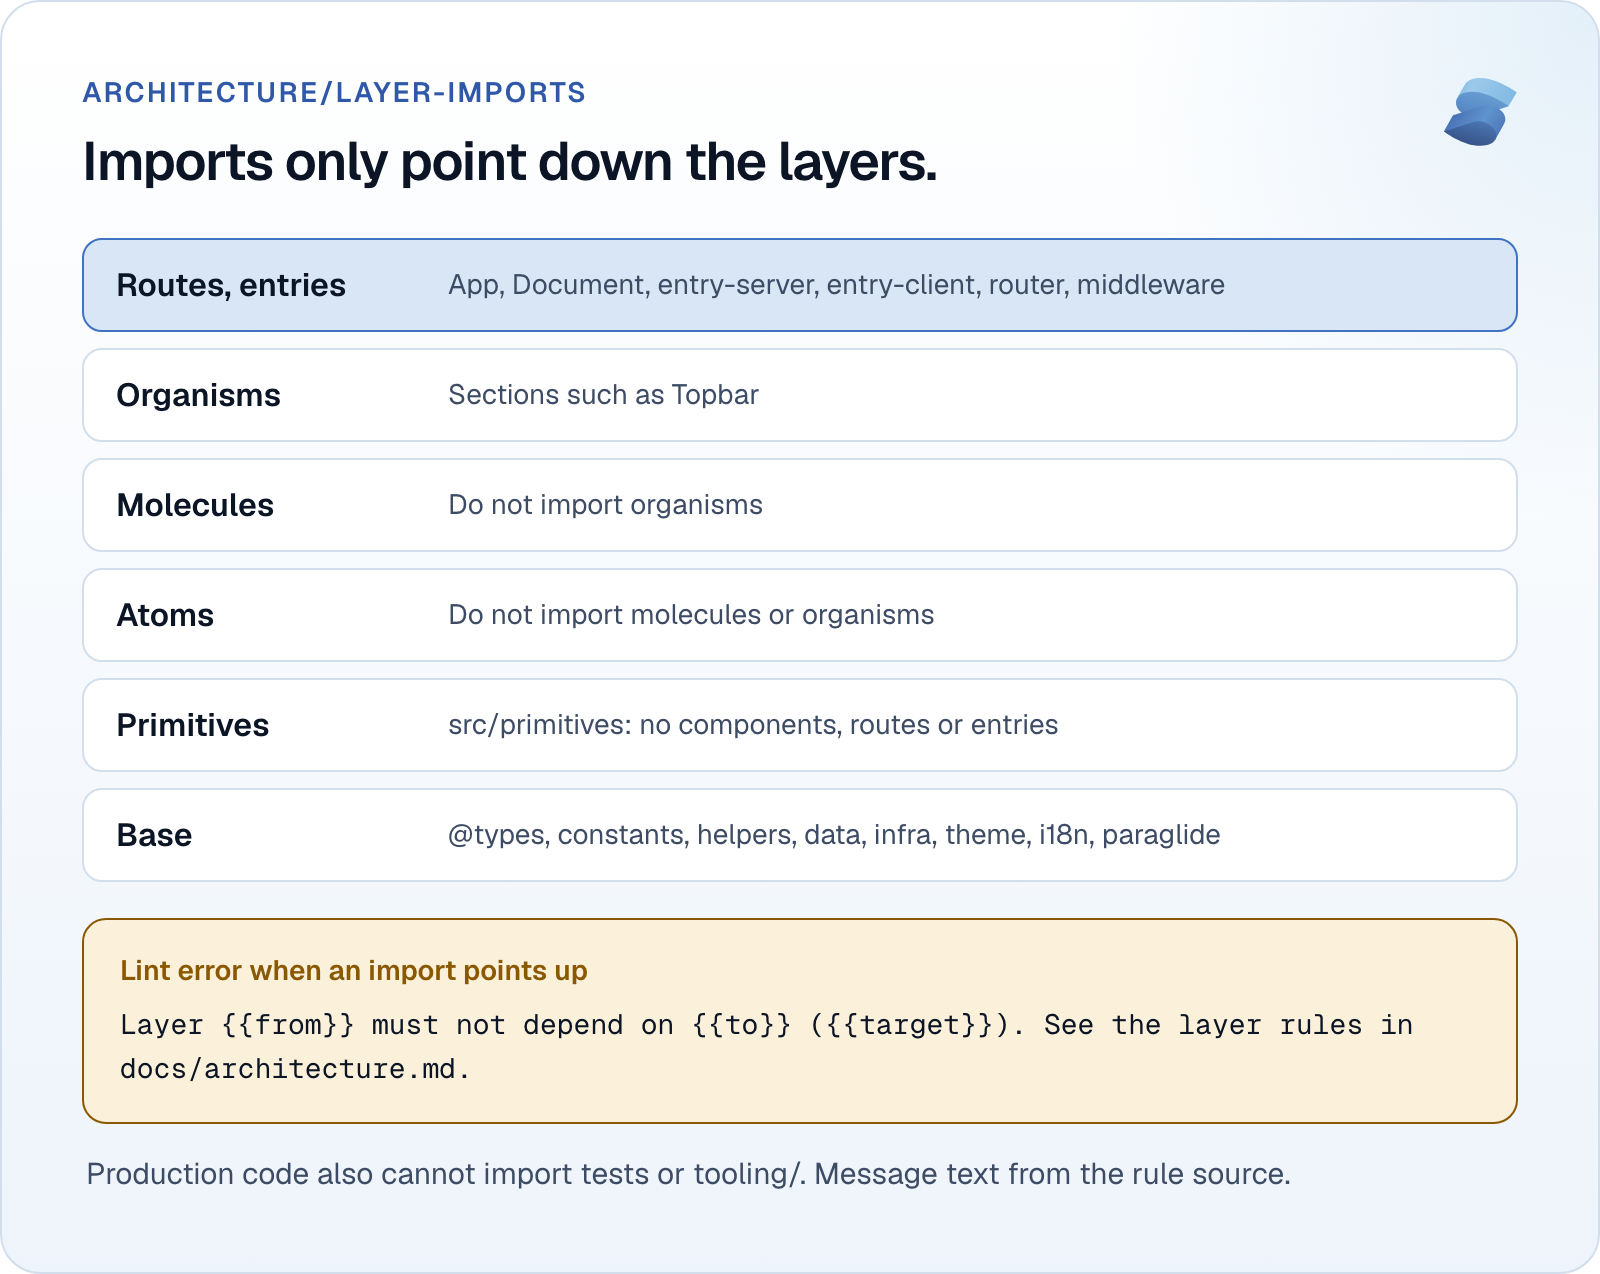 ARCHITECTURE/LAYER-IMPORTS
Imports only point down the layers.
Routes, entries App, Document, entry-server, entry-client, router, middleware
Organisms Sections such as Topbar
Molecules Do not import organisms
Atoms Do not import molecules or organisms
Primitives src/primitives: no components, routes or entries
Base @types, constants, helpers, data, infra, theme, i18n, paraglide
Lint error when an import points up
Layer {{from}} must not depend on {{to}} ({{target}}). See the layer rules in
docs/architecture.md.
Production code also cannot import tests or tooling/. Message text from the rule source.